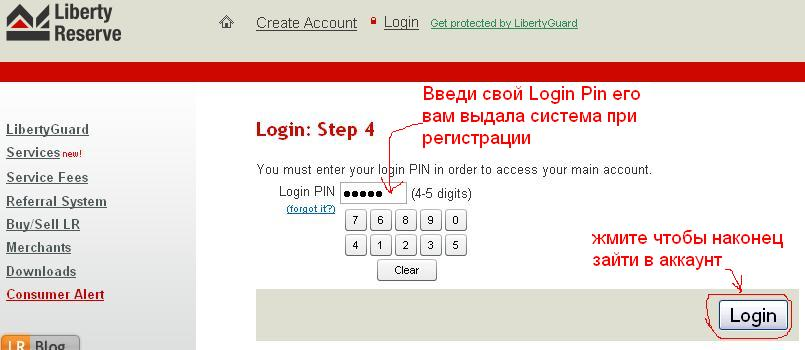 Liberty
Reserve
Create Account
Login
Get protected by LibertyGuard
Введи свой Login Pin его
вам выдала система при
регистрации
LibertyGuard
Services new!
Service Fees
Referral System
Buy/Sell LR
Merchants
Downloads
Consumer Alert
LR Blog
Login: Step 4
You must enter your login PIN in order to access your main account.
Login PIN ●●●●● (4-5 digits)
(forgot it?)
7 6 8 9 0
4 1 2 3 5
Clear
жмите чтобы наконец
зайти в аккаунт
Login